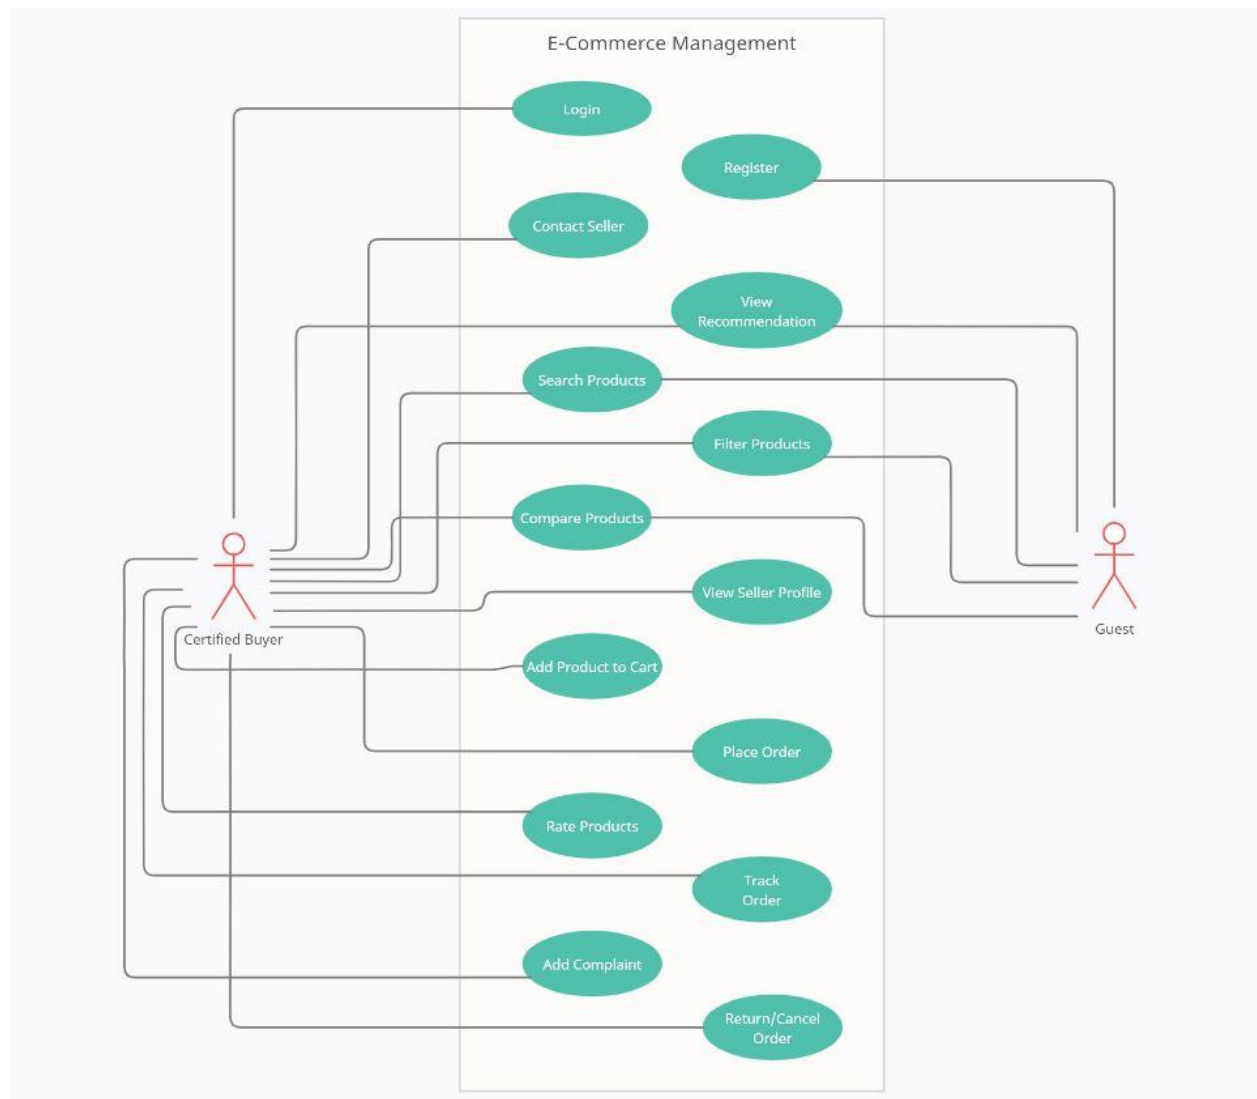 E-Commerce Management
Login
Register
Contact Seller
View
Recommendation
Search Products
Filter Products
Compare Products
View Seller Profile
Certified Buyer
Guest
Add Product to Cart
Place Order
Rate Products
Track
Order
Add Complaint
Return/Cancel
Order